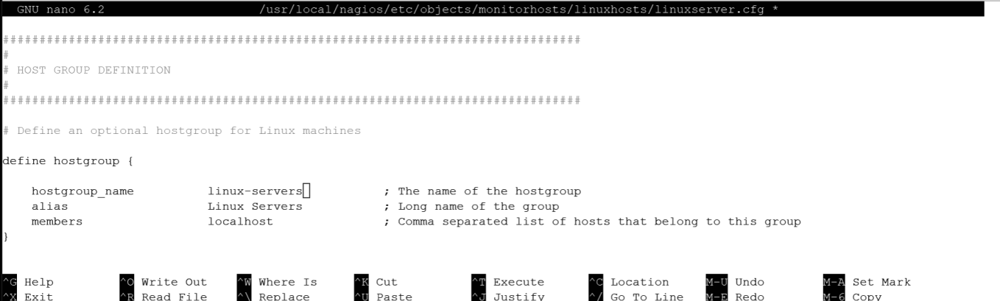 GNU nano 6.2 /usr/local/nagios/etc/objects/monitorhosts/linuxhosts/linuxserver.cfg *
###############################################################################
#
# HOST GROUP DEFINITION
#
###############################################################################
# Define an optional hostgroup for Linux machines
define hostgroup {
hostgroup_name linux-servers ; The name of the hostgroup
alias Linux Servers ; Long name of the group
members localhost ; Comma separated list of hosts that belong to this group
}
^G Help ^O Write Out ^W Where Is ^K Cut ^T Execute ^C Location M-U Undo M-A Set Mark
^X Exit ^R Read File ^\ Replace ^U Paste ^J Justify ^/ Go To Line M-E Redo M-6 Copy